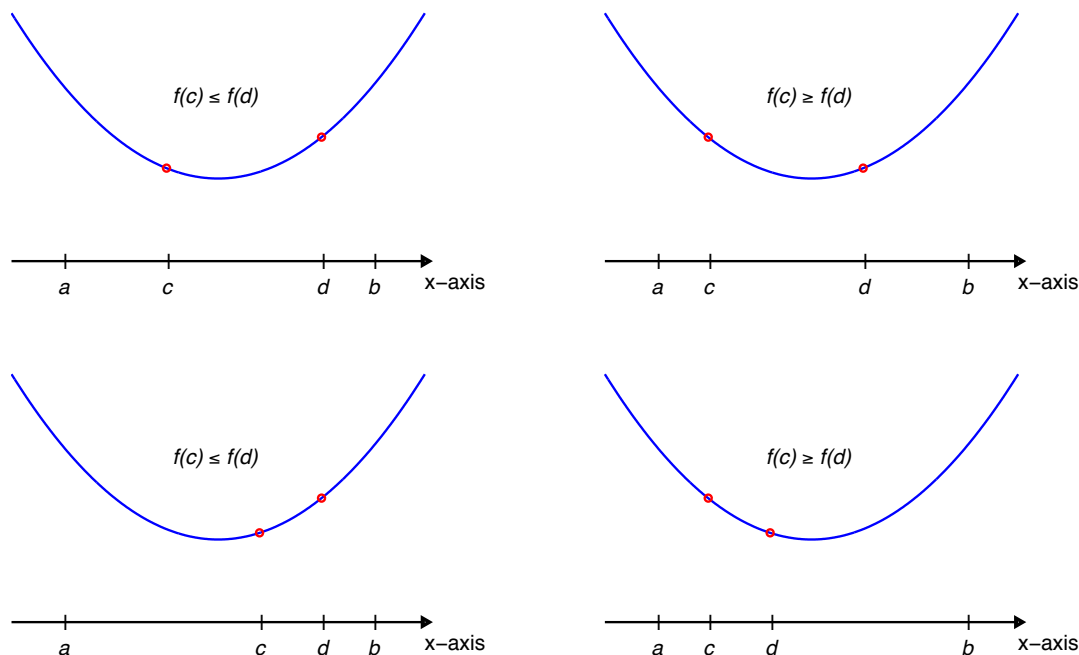 f(c) ≤ f(d)
a c d b x–axis
f(c) ≥ f(d)
a c d b x–axis
f(c) ≤ f(d)
a c d b x–axis
f(c) ≥ f(d)
a c d b x–axis